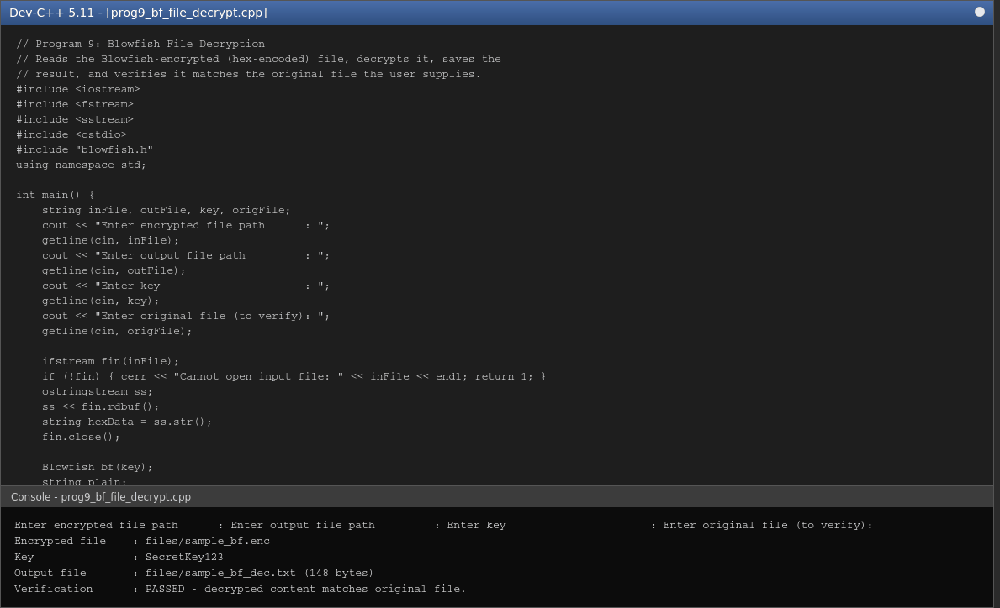 Dev-C++ 5.11 - [prog9_bf_file_decrypt.cpp]
// Program 9: Blowfish File Decryption
// Reads the Blowfish-encrypted (hex-encoded) file, decrypts it, saves the
// result, and verifies it matches the original file the user supplies.
#include <iostream>
#include <fstream>
#include <sstream>
#include <cstdio>
#include "blowfish.h"
using namespace std;

int main() {
    string inFile, outFile, key, origFile;
    cout << "Enter encrypted file path      : ";
    getline(cin, inFile);
    cout << "Enter output file path         : ";
    getline(cin, outFile);
    cout << "Enter key                      : ";
    getline(cin, key);
    cout << "Enter original file (to verify): ";
    getline(cin, origFile);

    ifstream fin(inFile);
    if (!fin) { cerr << "Cannot open input file: " << inFile << endl; return 1; }
    ostringstream ss;
    ss << fin.rdbuf();
    string hexData = ss.str();
    fin.close();

    Blowfish bf(key);
    string plain;
Console - prog9_bf_file_decrypt.cpp
Enter encrypted file path      : Enter output file path         : Enter key                      : Enter original file (to verify):
Encrypted file    : files/sample_bf.enc
Key               : SecretKey123
Output file       : files/sample_bf_dec.txt (148 bytes)
Verification      : PASSED - decrypted content matches original file.